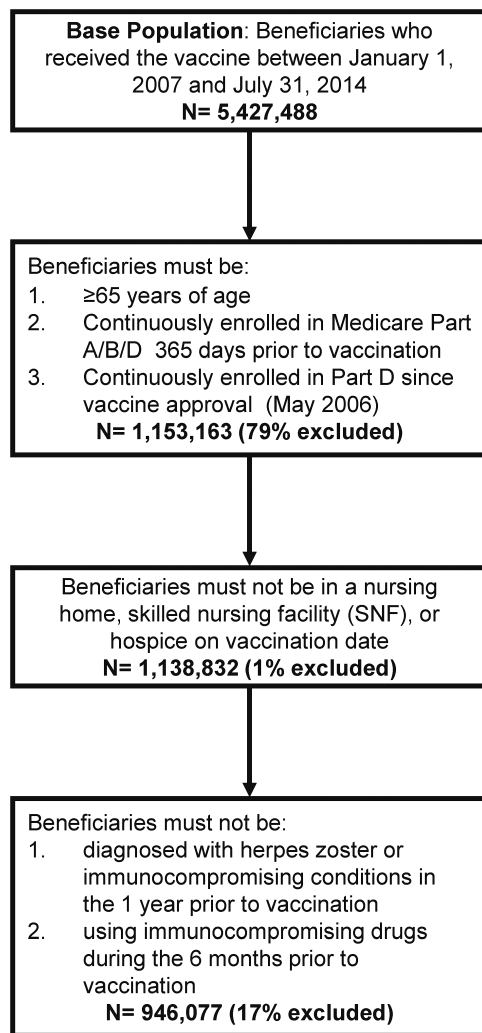 Base Population: Beneficiaries who
received the vaccine between January 1,
2007 and July 31, 2014
N= 5,427,488
Beneficiaries must be:
1. ≥65 years of age
2. Continuously enrolled in Medicare Part
A/B/D 365 days prior to vaccination
3. Continuously enrolled in Part D since
vaccine approval (May 2006)
N= 1,153,163 (79% excluded)
Beneficiaries must not be in a nursing
home, skilled nursing facility (SNF), or
hospice on vaccination date
N= 1,138,832 (1% excluded)
Beneficiaries must not be:
1. diagnosed with herpes zoster or
immunocompromising conditions in
the 1 year prior to vaccination
2. using immunocompromising drugs
during the 6 months prior to
vaccination
N= 946,077 (17% excluded)